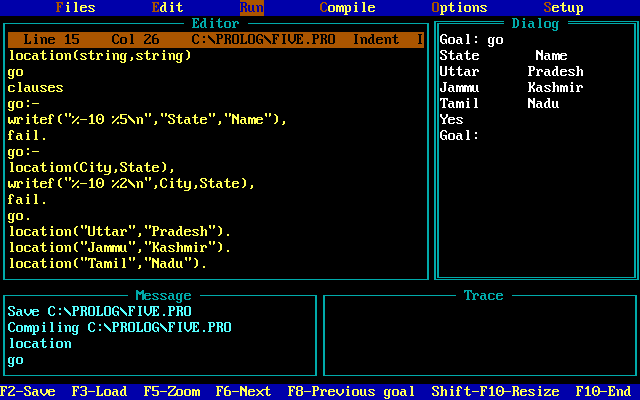 Files Edit Run Compile Options Setup
Editor
Line 15 Col 26 C:\PROLOG\FIVE.PRO Indent I
location(string,string)
go
clauses
go:-
writef("%-10 %5\n","State","Name"),
fail.
go:-
location(City,State),
writef("%-10 %2\n",City,State),
fail.
go.
location("Uttar","Pradesh").
location("Jammu","Kashmir").
location("Tamil","Nadu").
Dialog
Goal: go
State Name
Uttar Pradesh
Jammu Kashmir
Tamil Nadu
Yes
Goal:
Message
Save C:\PROLOG\FIVE.PRO
Compiling C:\PROLOG\FIVE.PRO
location
go
Trace
F2-Save F3-Load F5-Zoom F6-Next F8-Previous goal Shift-F10-Resize F10-End